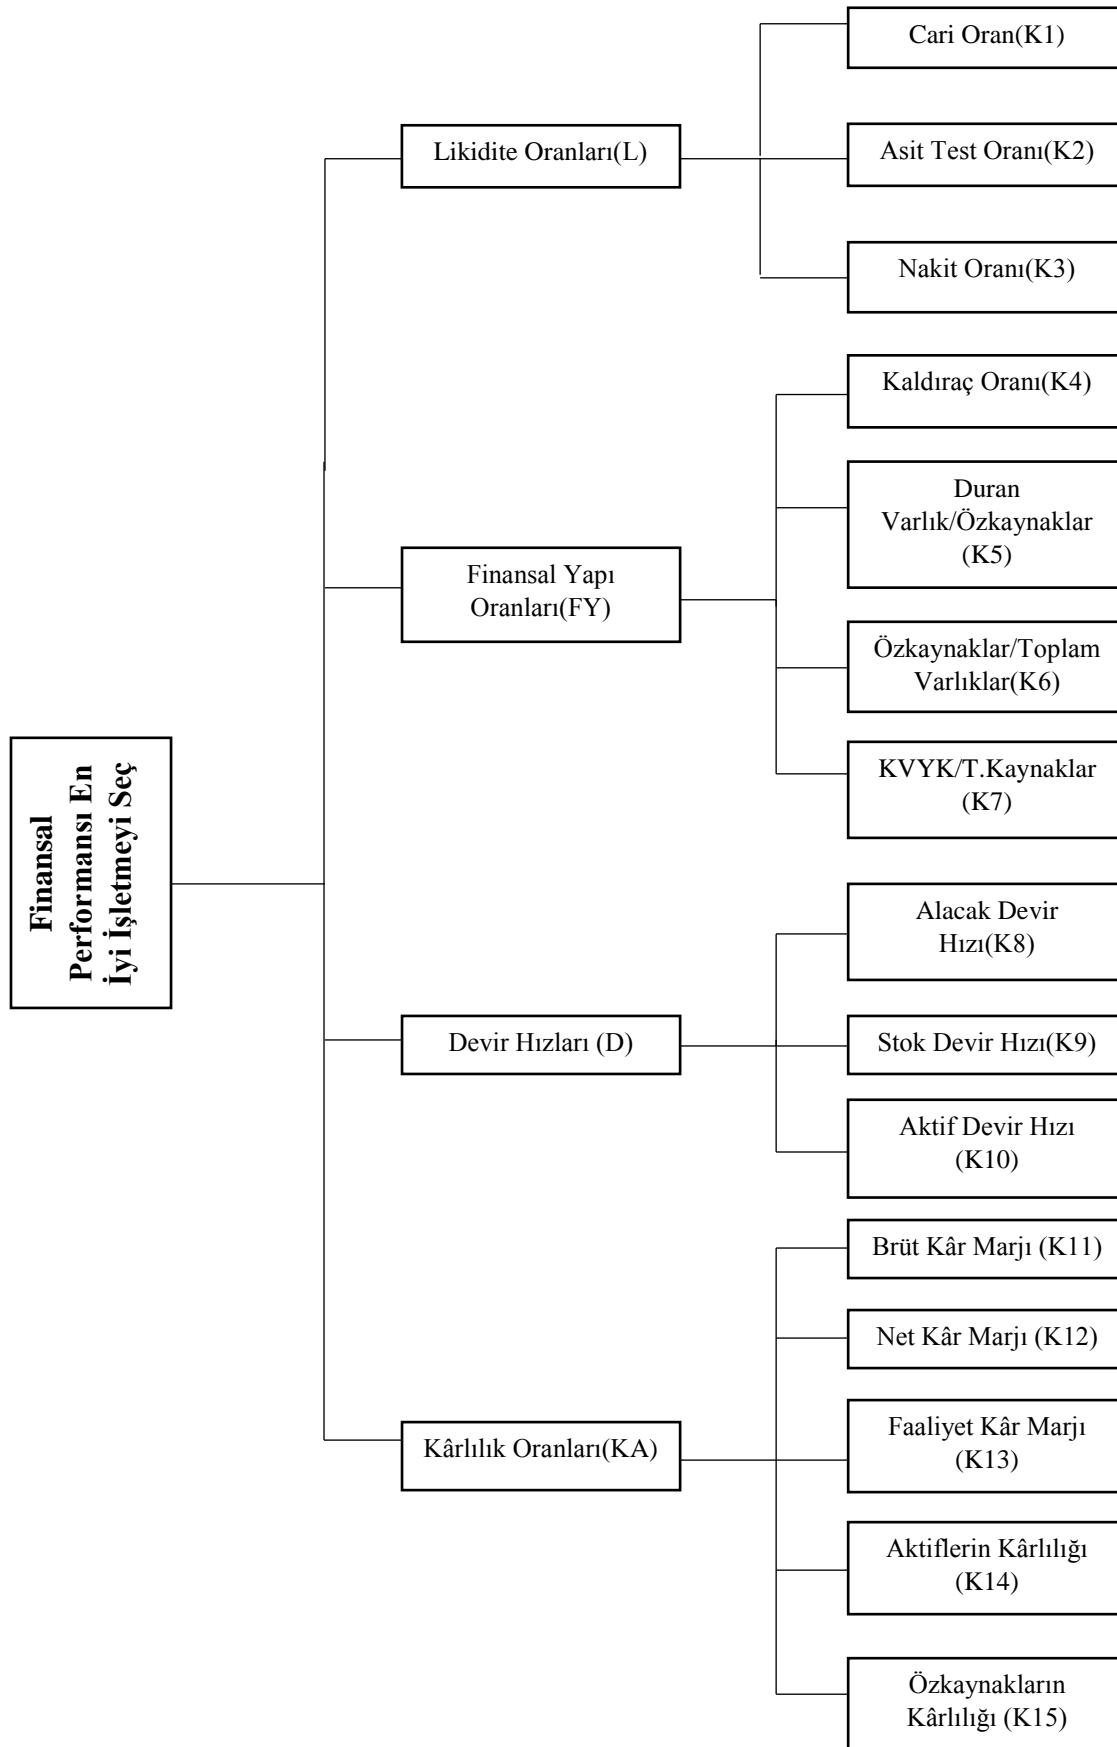 Finansal
Performansı En
İyi İşletmeyi Seç
Likidite Oranları(L)
Cari Oran(K1)
Asit Test Oranı(K2)
Nakit Oranı(K3)
Finansal Yapı
Oranları(FY)
Kaldıraç Oranı(K4)
Duran
Varlık/Özkaynaklar
(K5)
Özkaynaklar/Toplam
Varlıklar(K6)
KVYK/T.Kaynaklar
(K7)
Devir Hızları (D)
Alacak Devir
Hızı(K8)
Stok Devir Hızı(K9)
Aktif Devir Hızı
(K10)
Kârlılık Oranları(KA)
Brüt Kâr Marjı (K11)
Net Kâr Marjı (K12)
Faaliyet Kâr Marjı
(K13)
Aktiflerin Kârlılığı
(K14)
Özkaynakların
Kârlılığı (K15)